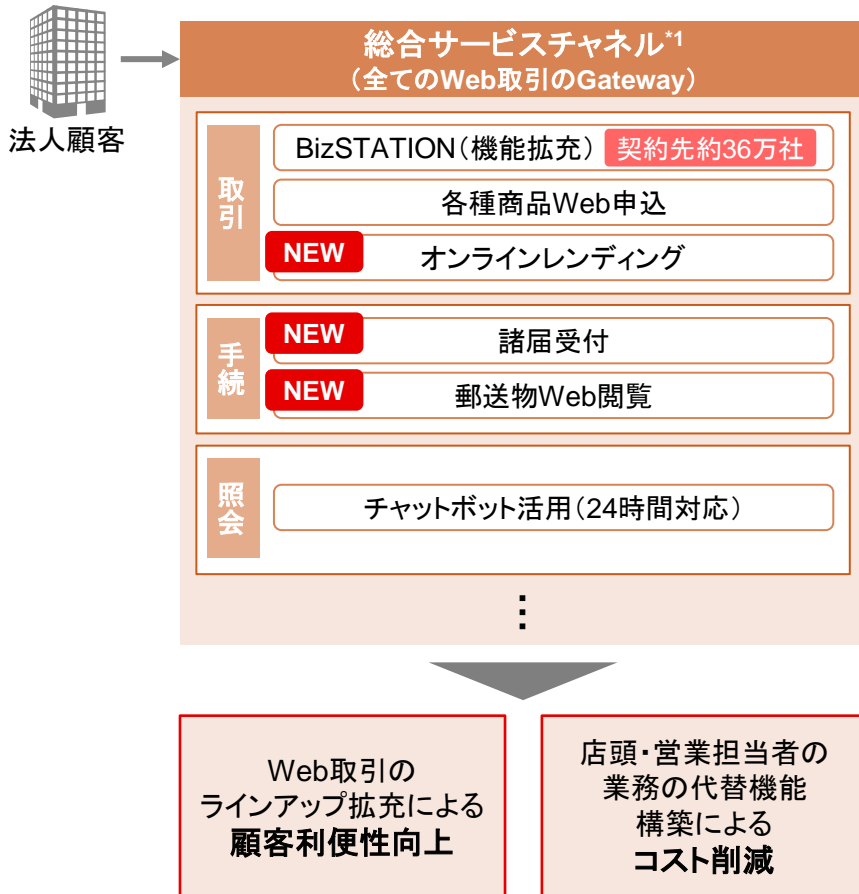 法人顧客
総合サービスチャネル*1
（全てのWeb取引のGateway）
取引
BizSTATION（機能拡充） 契約先約36万社
各種商品Web申込
NEW オンラインレンディング
手続
NEW 諸届受付
NEW 郵送物Web閲覧
照会
チャットボット活用（24時間対応）
⋮
Web取引の
ラインアップ拡充による
顧客利便性向上
店頭・営業担当者の
業務の代替機能
構築による
コスト削減